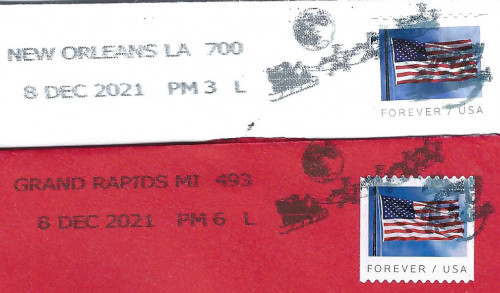 NEW ORLEANS LA 700
8 DEC 2021 PM 3 L
FOREVER / USA
GRAND RAPIDS MI 493
8 DEC 2021 PM 6 L
FOREVER / USA